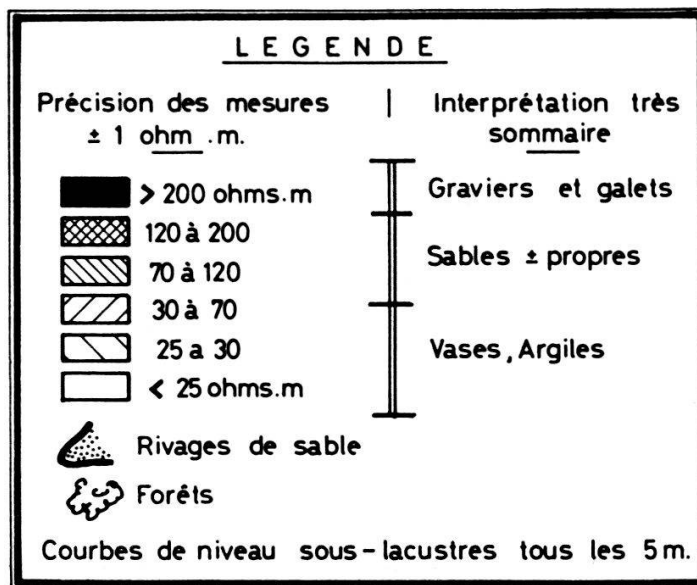 LEGENDE
Précision des mesures
± 1 ohm .m.
Interprétation très
sommaire
> 200 ohms.m
120 à 200
70 à 120
30 à 70
25 a 30
< 25 ohms.m
Graviers et galets
Sables ± propres
Vases, Argiles
Rivages de sable
Forêts
Courbes de niveau sous-lacustres tous les 5 m.